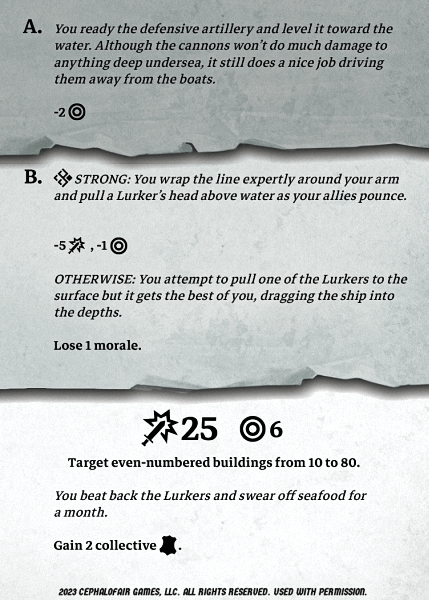 A. You ready the defensive artillery and level it toward the
water. Although the cannons won't do much damage to
anything deep undersea, it still does a nice job driving
them away from the boats.
-2
B. STRONG: You wrap the line expertly around your arm
and pull a Lurker's head above water as your allies pounce.
-5 , -1
OTHERWISE: You attempt to pull one of the Lurkers to the
surface but it gets the best of you, dragging the ship into
the depths.
Lose 1 morale.
25 6
Target even-numbered buildings from 10 to 80.
You beat back the Lurkers and swear off seafood for
a month.
Gain 2 collective .
2023 CEPHALOFAIR GAMES, LLC. ALL RIGHTS RESERVED. USED WITH PERMISSION.